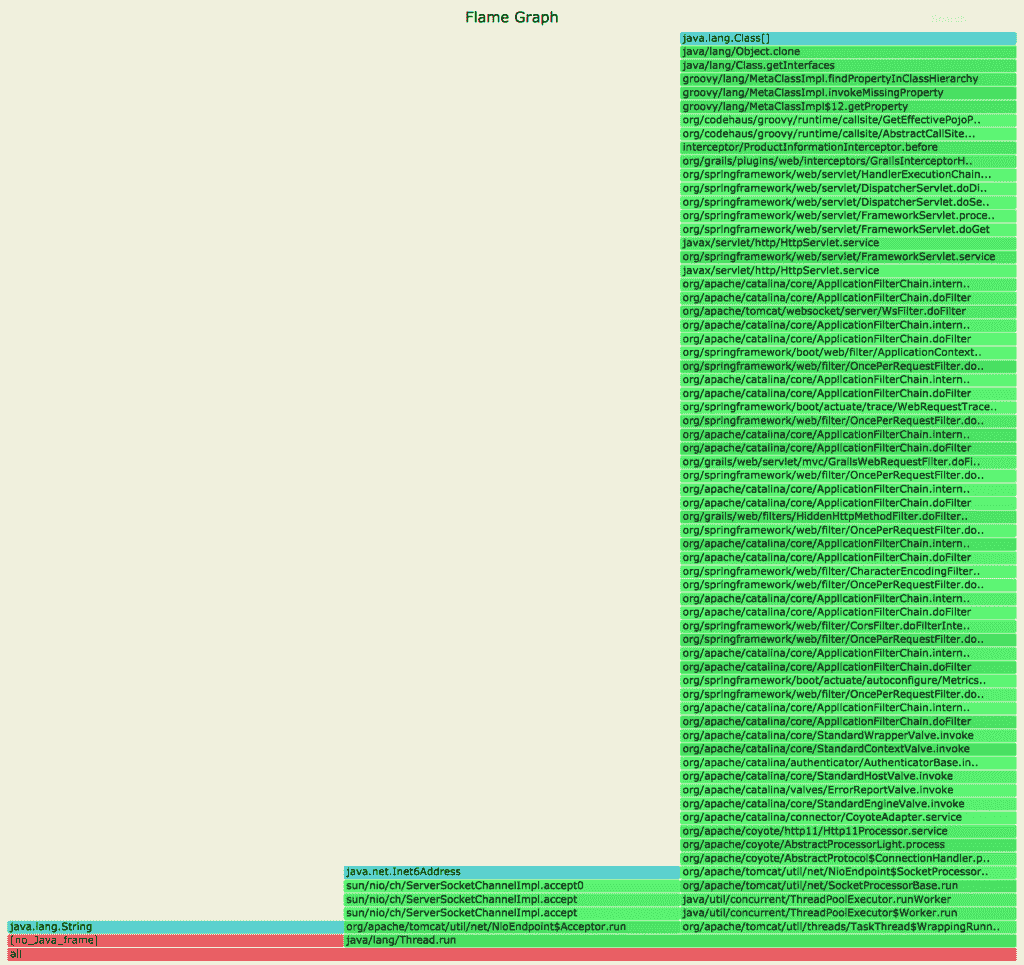 Flame Graph
Search
java.lang.Class[]
java/lang/Object.clone
java/lang/Class.getInterfaces
groovy/lang/MetaClassImpl.findPropertyInClassHierarchy
groovy/lang/MetaClassImpl.invokeMissingProperty
groovy/lang/MetaClassImpl$12.getProperty
org/codehaus/groovy/runtime/callsite/GetEffectivePojoP..
org/codehaus/groovy/runtime/callsite/AbstractCallSite...
interceptor/ProductInformationInterceptor.before
org/grails/plugins/web/interceptors/GrailsInterceptorH..
org/springframework/web/servlet/HandlerExecutionChain...
org/springframework/web/servlet/DispatcherServlet.doDi..
org/springframework/web/servlet/DispatcherServlet.doSe..
org/springframework/web/servlet/FrameworkServlet.proce..
org/springframework/web/servlet/FrameworkServlet.doGet
javax/servlet/http/HttpServlet.service
org/springframework/web/servlet/FrameworkServlet.service
javax/servlet/http/HttpServlet.service
org/apache/catalina/core/ApplicationFilterChain.intern..
org/apache/catalina/core/ApplicationFilterChain.doFilter
org/apache/tomcat/websocket/server/WsFilter.doFilter
org/apache/catalina/core/ApplicationFilterChain.intern..
org/apache/catalina/core/ApplicationFilterChain.doFilter
org/springframework/boot/web/filter/ApplicationContext..
org/springframework/web/filter/OncePerRequestFilter.do..
org/apache/catalina/core/ApplicationFilterChain.intern..
org/apache/catalina/core/ApplicationFilterChain.doFilter
org/springframework/boot/actuate/trace/WebRequestTrace..
org/springframework/web/filter/OncePerRequestFilter.do..
org/apache/catalina/core/ApplicationFilterChain.intern..
org/apache/catalina/core/ApplicationFilterChain.doFilter
org/grails/web/servlet/mvc/GrailsWebRequestFilter.doFi..
org/springframework/web/filter/OncePerRequestFilter.do..
org/apache/catalina/core/ApplicationFilterChain.intern..
org/apache/catalina/core/ApplicationFilterChain.doFilter
org/grails/web/filters/HiddenHttpMethodFilter.doFilter..
org/springframework/web/filter/OncePerRequestFilter.do..
org/apache/catalina/core/ApplicationFilterChain.intern..
org/apache/catalina/core/ApplicationFilterChain.doFilter
org/springframework/web/filter/CharacterEncodingFilter..
org/springframework/web/filter/OncePerRequestFilter.do..
org/apache/catalina/core/ApplicationFilterChain.intern..
org/apache/catalina/core/ApplicationFilterChain.doFilter
org/springframework/web/filter/CorsFilter.doFilterInte..
org/springframework/web/filter/OncePerRequestFilter.do..
org/apache/catalina/core/ApplicationFilterChain.intern..
org/apache/catalina/core/ApplicationFilterChain.doFilter
org/springframework/boot/actuate/autoconfigure/Metrics..
org/springframework/web/filter/OncePerRequestFilter.do..
org/apache/catalina/core/ApplicationFilterChain.intern..
org/apache/catalina/core/ApplicationFilterChain.doFilter
org/apache/catalina/core/StandardWrapperValve.invoke
org/apache/catalina/core/StandardContextValve.invoke
org/apache/catalina/authenticator/AuthenticatorBase.in..
org/apache/catalina/core/StandardHostValve.invoke
org/apache/catalina/valves/ErrorReportValve.invoke
org/apache/catalina/core/StandardEngineValve.invoke
org/apache/catalina/connector/CoyoteAdapter.service
org/apache/coyote/http11/Http11Processor.service
org/apache/coyote/AbstractProcessorLight.process
org/apache/coyote/AbstractProtocol$ConnectionHandler.p..
java.net.Inet6Address
org/apache/tomcat/util/net/NioEndpoint$SocketProcessor..
sun/nio/ch/ServerSocketChannelImpl.accept0
org/apache/tomcat/util/net/SocketProcessorBase.run
sun/nio/ch/ServerSocketChannelImpl.accept
java/util/concurrent/ThreadPoolExecutor.runWorker
sun/nio/ch/ServerSocketChannelImpl.accept
java/util/concurrent/ThreadPoolExecutor$Worker.run
java.lang.String
org/apache/tomcat/util/net/NioEndpoint$Acceptor.run
org/apache/tomcat/util/threads/TaskThread$WrappingRunn..
[no_Java_frame]
java/lang/Thread.run
all